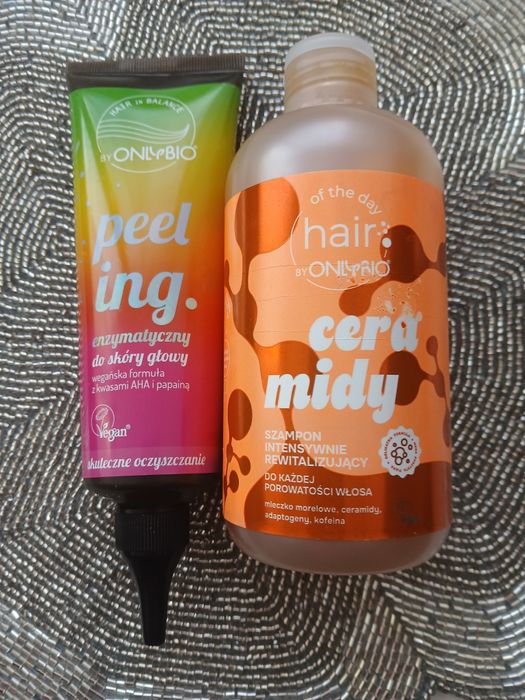 HAIR IN BALANCE
BY ONLYBIO®
peel
ing.
enzymatyczny
do skóry głowy
wegańska formuła
z kwasami AHA i papainą
Vegan®
skuteczne oczyszczanie
of the day
hair:
BY ONLYBIO®
cera
midy
SZAMPON
INTENSYWNIE
REWITALIZUJĄCY
DO KAŻDEJ
POROWATOŚCI WŁOSA
mleczko morelowe, ceramidy,
adaptogeny, kofeina